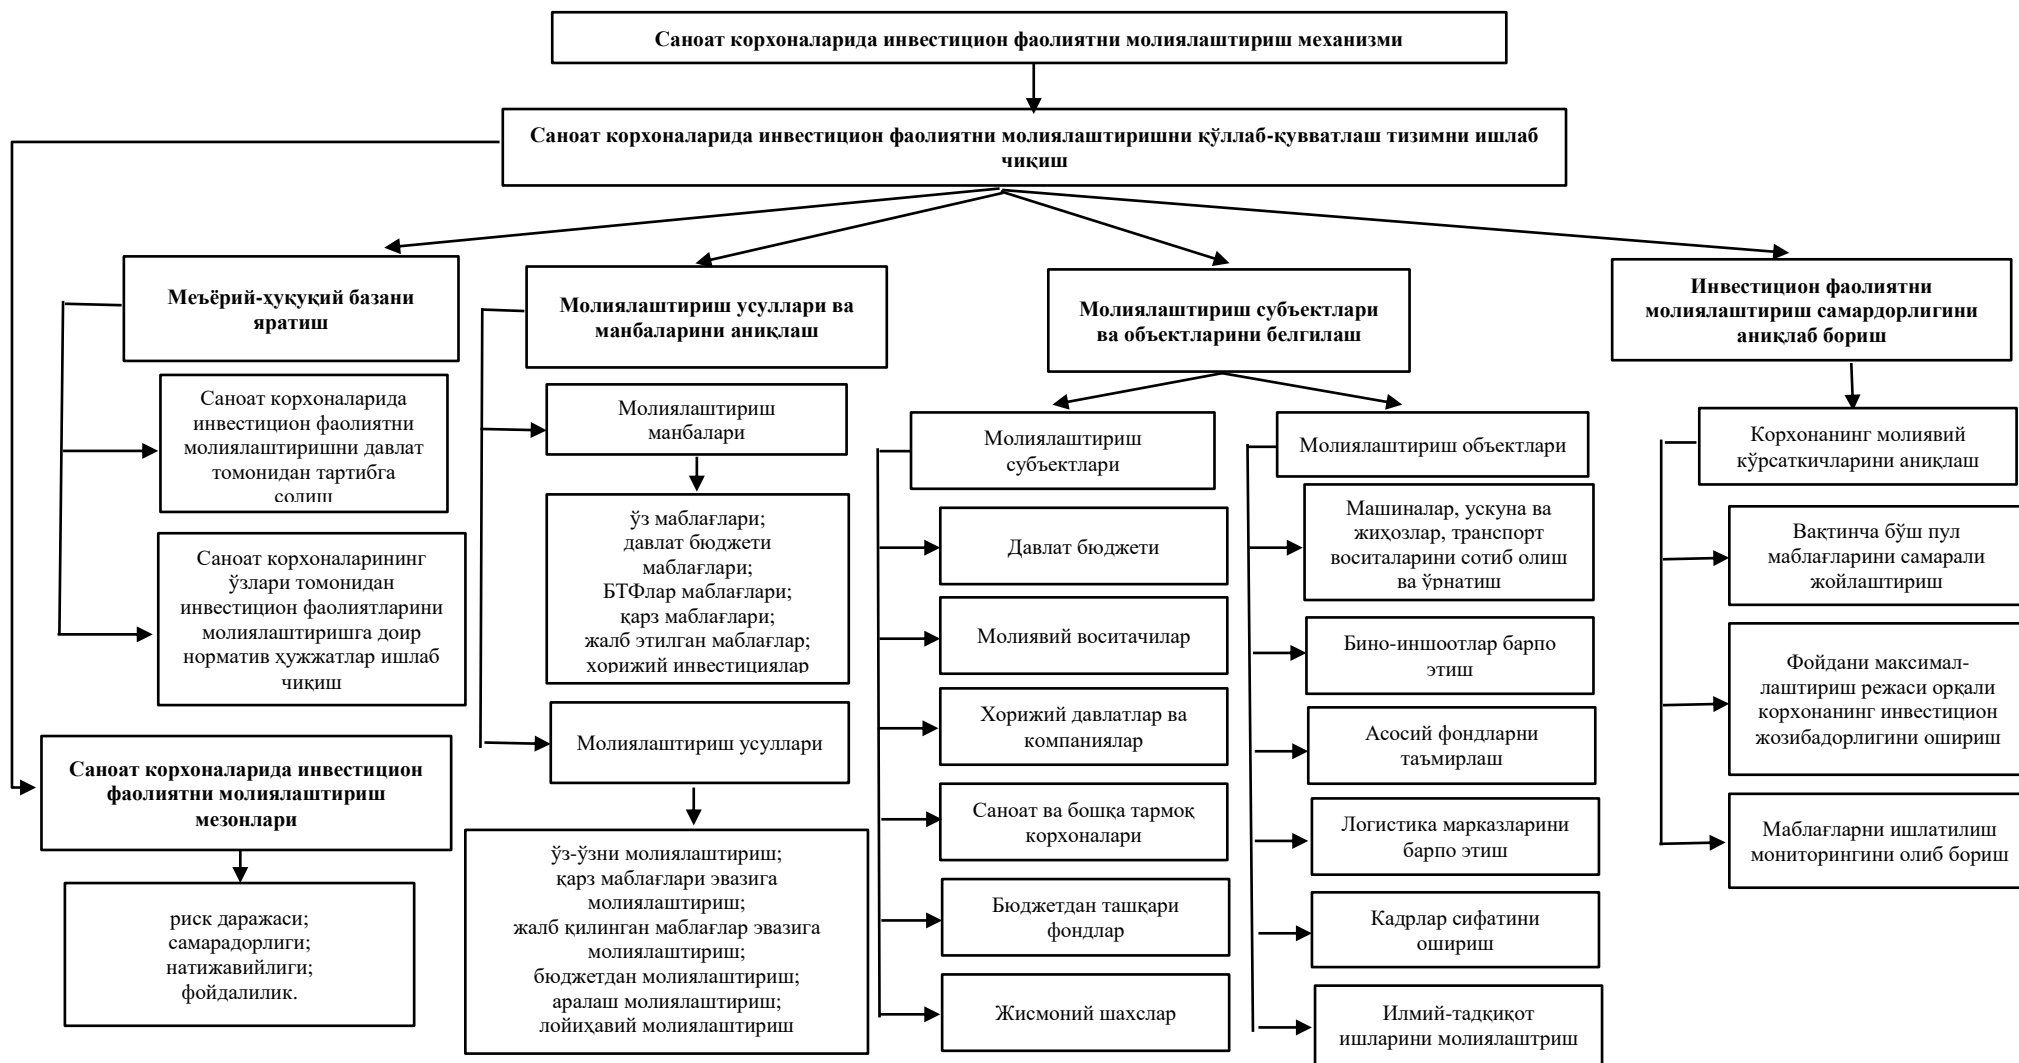 Саноат корхоналарида инвестицион фаолиятни молиялаштириш механизми
Саноат корхоналарида инвестицион фаолиятни молиялаштиришни қўллаб-қувватлаш тизимни ишлаб
чиқиш
Меъёрий-ҳуқуқий базани
яратиш
Саноат корхоналарида
инвестицион фаолиятни
молиялаштиришни давлат
томонидан тартибга
солиш
Саноат корхоналарининг
ўзлари томонидан
инвестицион фаолиятларини
молиялаштиришга доир
норматив ҳужжатлар ишлаб
чиқиш
Саноат корхоналарида инвестицион
фаолиятни молиялаштириш
мезонлари
риск даражаси;
самарадорлиги;
натижавийлиги;
фойдалилик.
Молиялаштириш усуллари ва
манбаларини аниқлаш
Молиялаштириш
манбалари
ўз маблағлари;
давлат бюджети
маблағлари;
БТФлар маблағлари;
қарз маблағлари;
жалб этилган маблағлар;
хорижий инвестициялар
Молиялаштириш усуллари
ўз-ўзни молиялаштириш;
қарз маблағлари эвазига
молиялаштириш;
жалб қилинган маблағлар эвазига
молиялаштириш;
бюджетдан молиялаштириш;
аралаш молиялаштириш;
лойиҳавий молиялаштириш
Молиялаштириш субъектлари
ва объектларини белгилаш
Молиялаштириш
субъектлари
Давлат бюджети
Молиявий воситачилар
Хорижий давлатлар ва
компаниялар
Саноат ва бошқа тармоқ
корхоналари
Бюджетдан ташқари
фондлар
Жисмоний шахслар
Молиялаштириш объектлари
Машиналар, ускуна ва
жиҳозлар, транспорт
воситаларини сотиб олиш
ва ўрнатиш
Бино-иншоотлар барпо
этиш
Асосий фондларни
таъмирлаш
Логистика марказларини
барпо этиш
Кадрлар сифатини
ошириш
Илмий-тадқиқот
ишларини молиялаштриш
Инвестицион фаолиятни
молиялаштириш самардорлигини
аниқлаб бориш
Корхонанинг молиявий
кўрсаткичларини аниқлаш
Вақтинча бўш пул
маблағларини самарали
жойлаштириш
Фойдани максимал-
лаштириш режаси орқали
корхонанинг инвестицион
жозибадорлигини ошириш
Маблағларни ишлатилиш
мониторингини олиб бориш